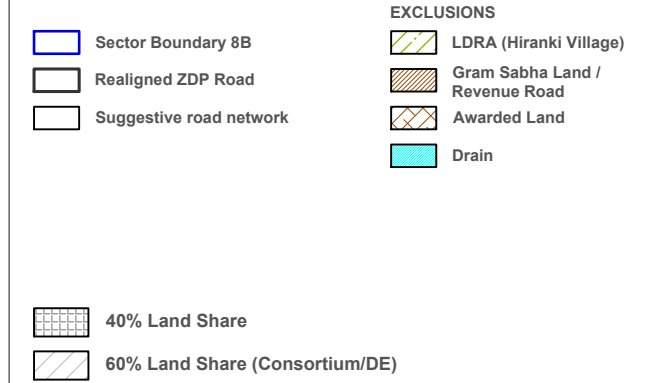 EXCLUSIONS
Sector Boundary 8B
Realigned ZDP Road
Suggestive road network
LDRA (Hiranki Village)
Gram Sabha Land /
Revenue Road
Awarded Land
Drain
40% Land Share
60% Land Share (Consortium/DE)